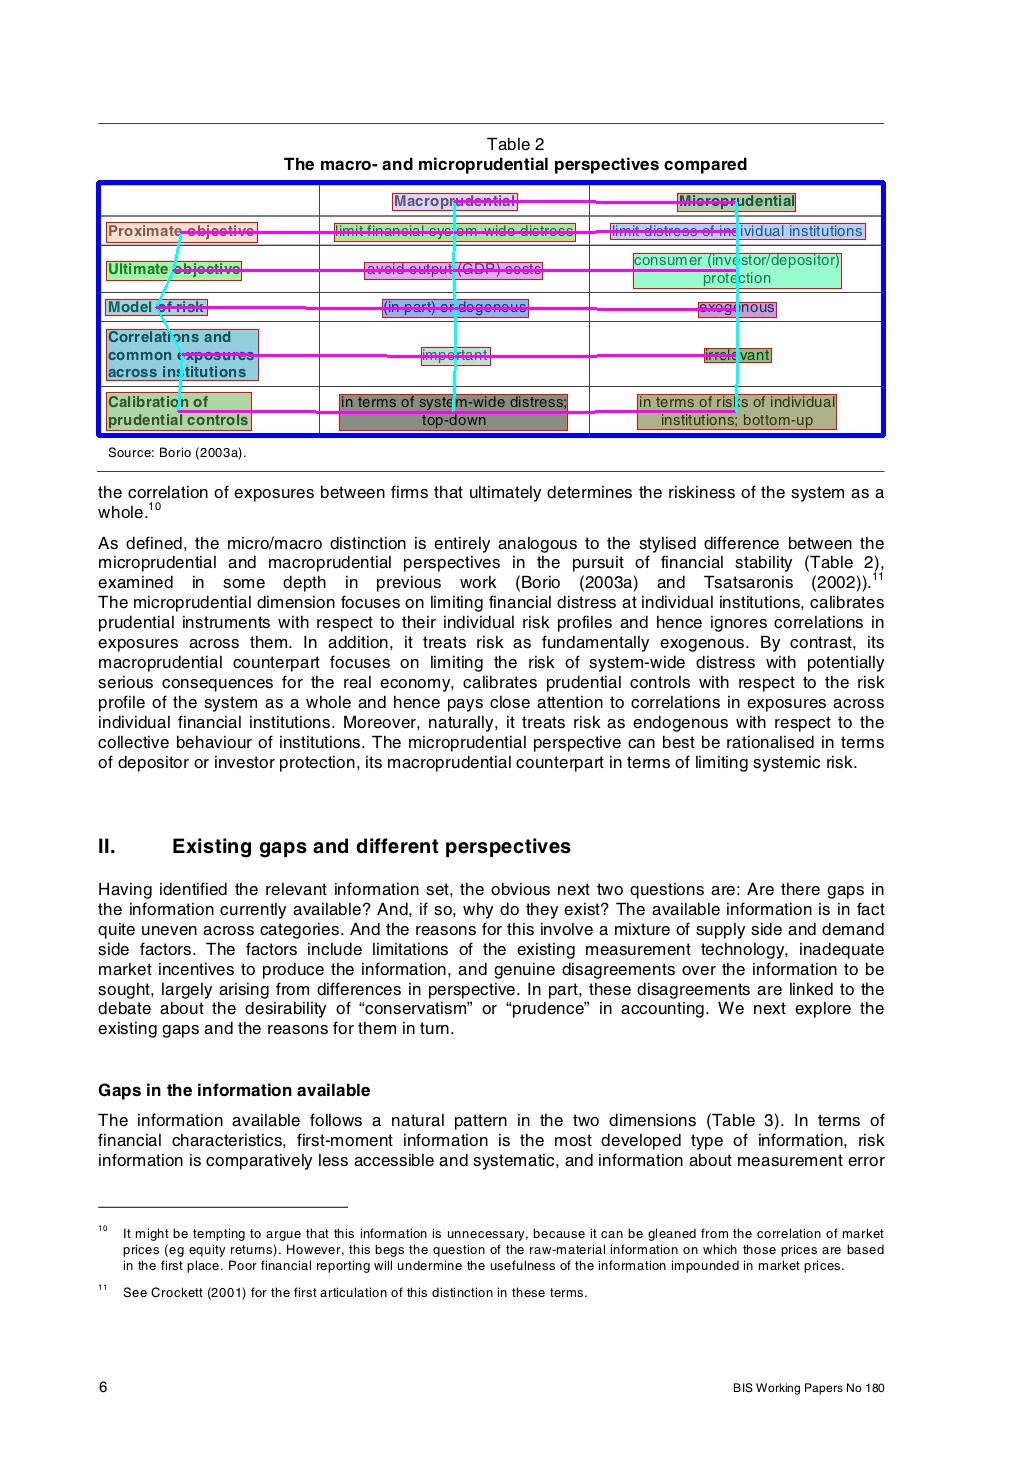 Table 2
The macro- and microprudential perspectives compared
Macroprudential Microprudential
Proximate objective limit financial system-wide distress limit distress of individual institutions
Ultimate objective avoid output (GDP) costs consumer (investor/depositor) protection
Model of risk (in part) endogenous exogenous
Correlations and common exposures across institutions important irrelevant
Calibration of prudential controls in terms of system-wide distress; top-down in terms of risks of individual institutions; bottom-up
Source: Borio (2003a).
the correlation of exposures between firms that ultimately determines the riskiness of the system as a
whole.10
As defined, the micro/macro distinction is entirely analogous to the stylised difference between the
microprudential and macroprudential perspectives in the pursuit of financial stability (Table 2),
examined in some depth in previous work (Borio (2003a) and Tsatsaronis (2002)).11
The microprudential dimension focuses on limiting financial distress at individual institutions, calibrates
prudential instruments with respect to their individual risk profiles and hence ignores correlations in
exposures across them. In addition, it treats risk as fundamentally exogenous. By contrast, its
macroprudential counterpart focuses on limiting the risk of system-wide distress with potentially
serious consequences for the real economy, calibrates prudential controls with respect to the risk
profile of the system as a whole and hence pays close attention to correlations in exposures across
individual financial institutions. Moreover, naturally, it treats risk as endogenous with respect to the
collective behaviour of institutions. The microprudential perspective can best be rationalised in terms
of depositor or investor protection, its macroprudential counterpart in terms of limiting systemic risk.
II. Existing gaps and different perspectives
Having identified the relevant information set, the obvious next two questions are: Are there gaps in
the information currently available? And, if so, why do they exist? The available information is in fact
quite uneven across categories. And the reasons for this involve a mixture of supply side and demand
side factors. The factors include limitations of the existing measurement technology, inadequate
market incentives to produce the information, and genuine disagreements over the information to be
sought, largely arising from differences in perspective. In part, these disagreements are linked to the
debate about the desirability of “conservatism” or “prudence” in accounting. We next explore the
existing gaps and the reasons for them in turn.
Gaps in the information available
The information available follows a natural pattern in the two dimensions (Table 3). In terms of
financial characteristics, first-moment information is the most developed type of information, risk
information is comparatively less accessible and systematic, and information about measurement error
10 It might be tempting to argue that this information is unnecessary, because it can be gleaned from the correlation of market
prices (eg equity returns). However, this begs the question of the raw-material information on which those prices are based
in the first place. Poor financial reporting will undermine the usefulness of the information impounded in market prices.
11 See Crockett (2001) for the first articulation of this distinction in these terms.
6 BIS Working Papers No 180